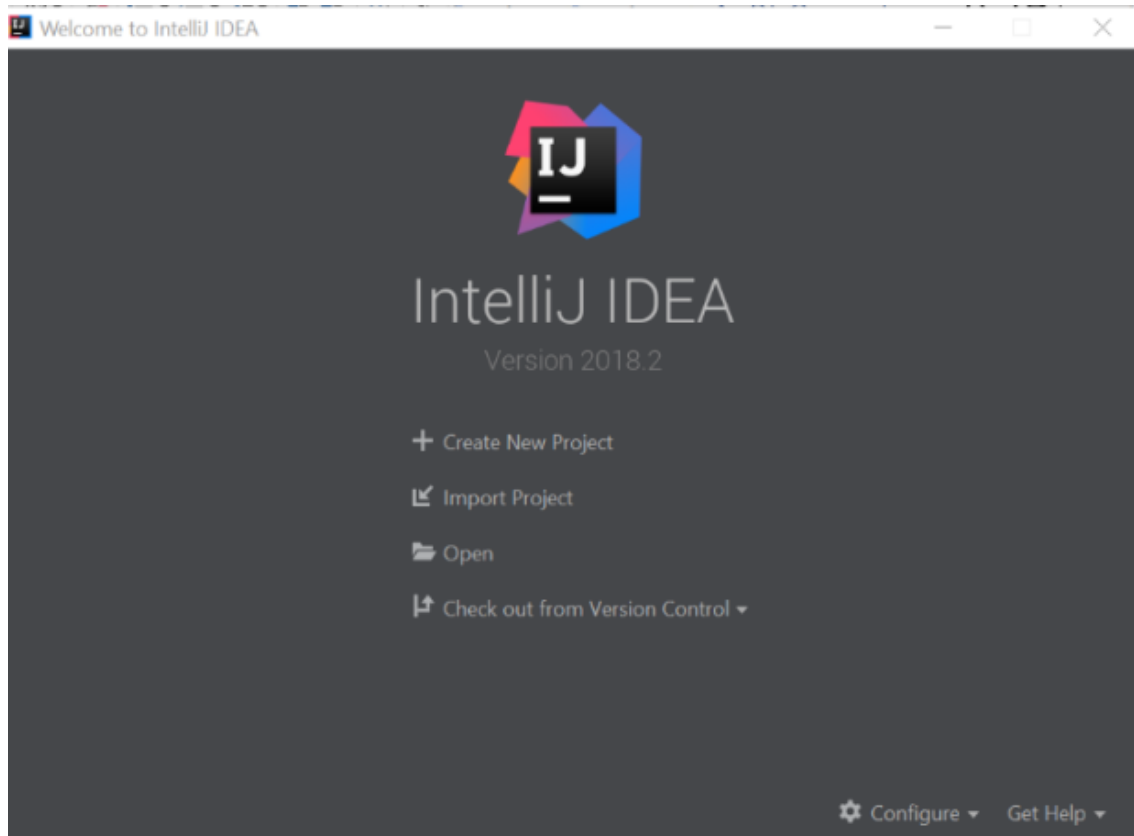 Welcome to IntelliJ IDEA
IJ
IntelliJ IDEA
Version 2018.2
Create New Project
Import Project
Open
Check out from Version Control
Configure
Get Help